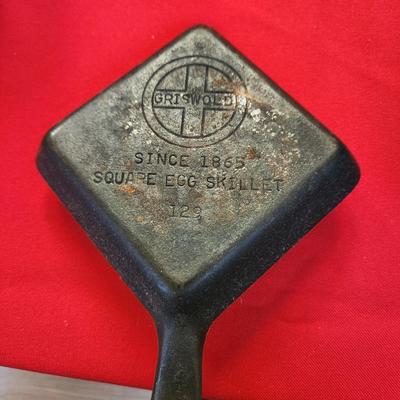 GRISWOLD
SINCE 1865
SQUARE EGG SKILLET
129